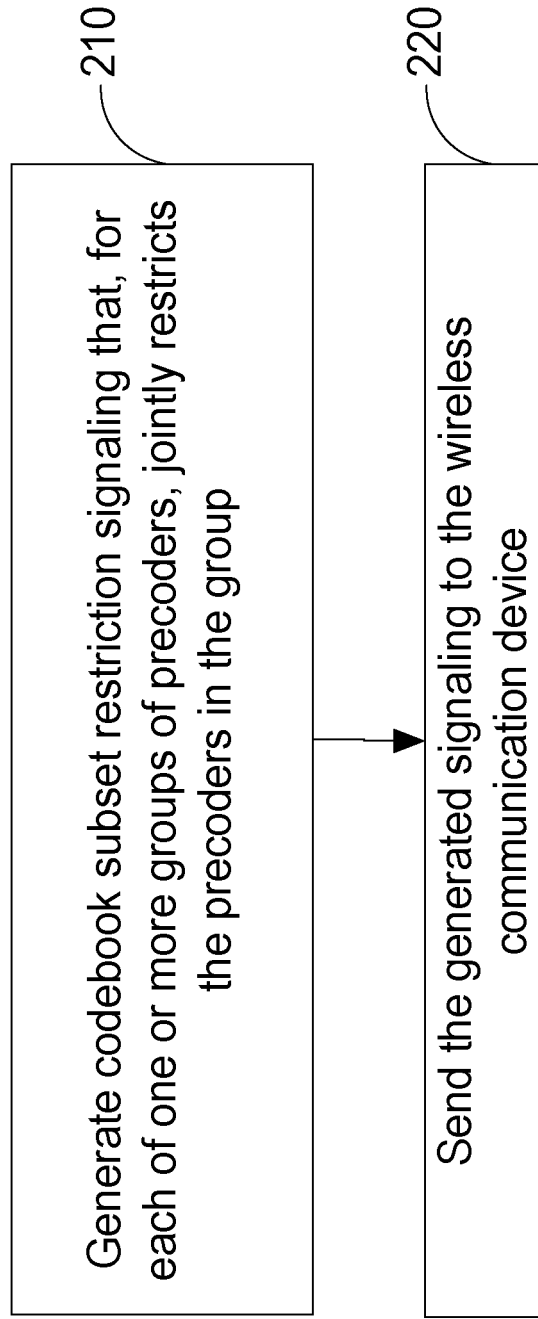 Generate codebook subset restriction signaling that, for
each of one or more groups of precoders, jointly restricts
the precoders in the group
210
Send the generated signaling to the wireless
communication device
220